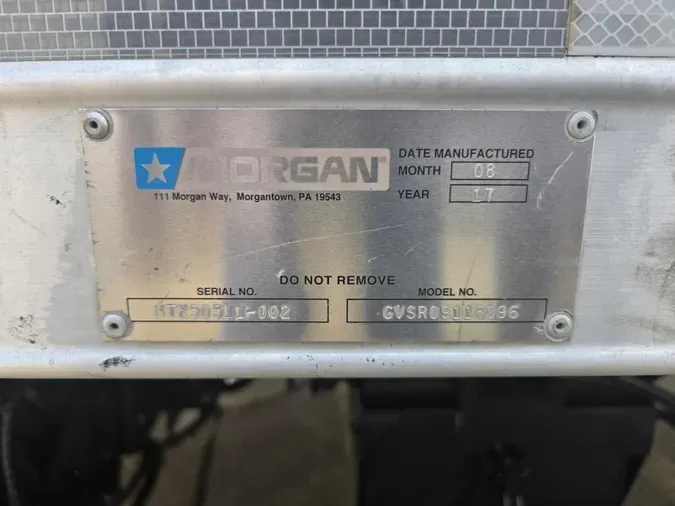 MORGAN
111 Morgan Way, Morgantown, PA 19543
DATE MANUFACTURED
MONTH 08
YEAR 17
DO NOT REMOVE
SERIAL NO. MODEL NO.